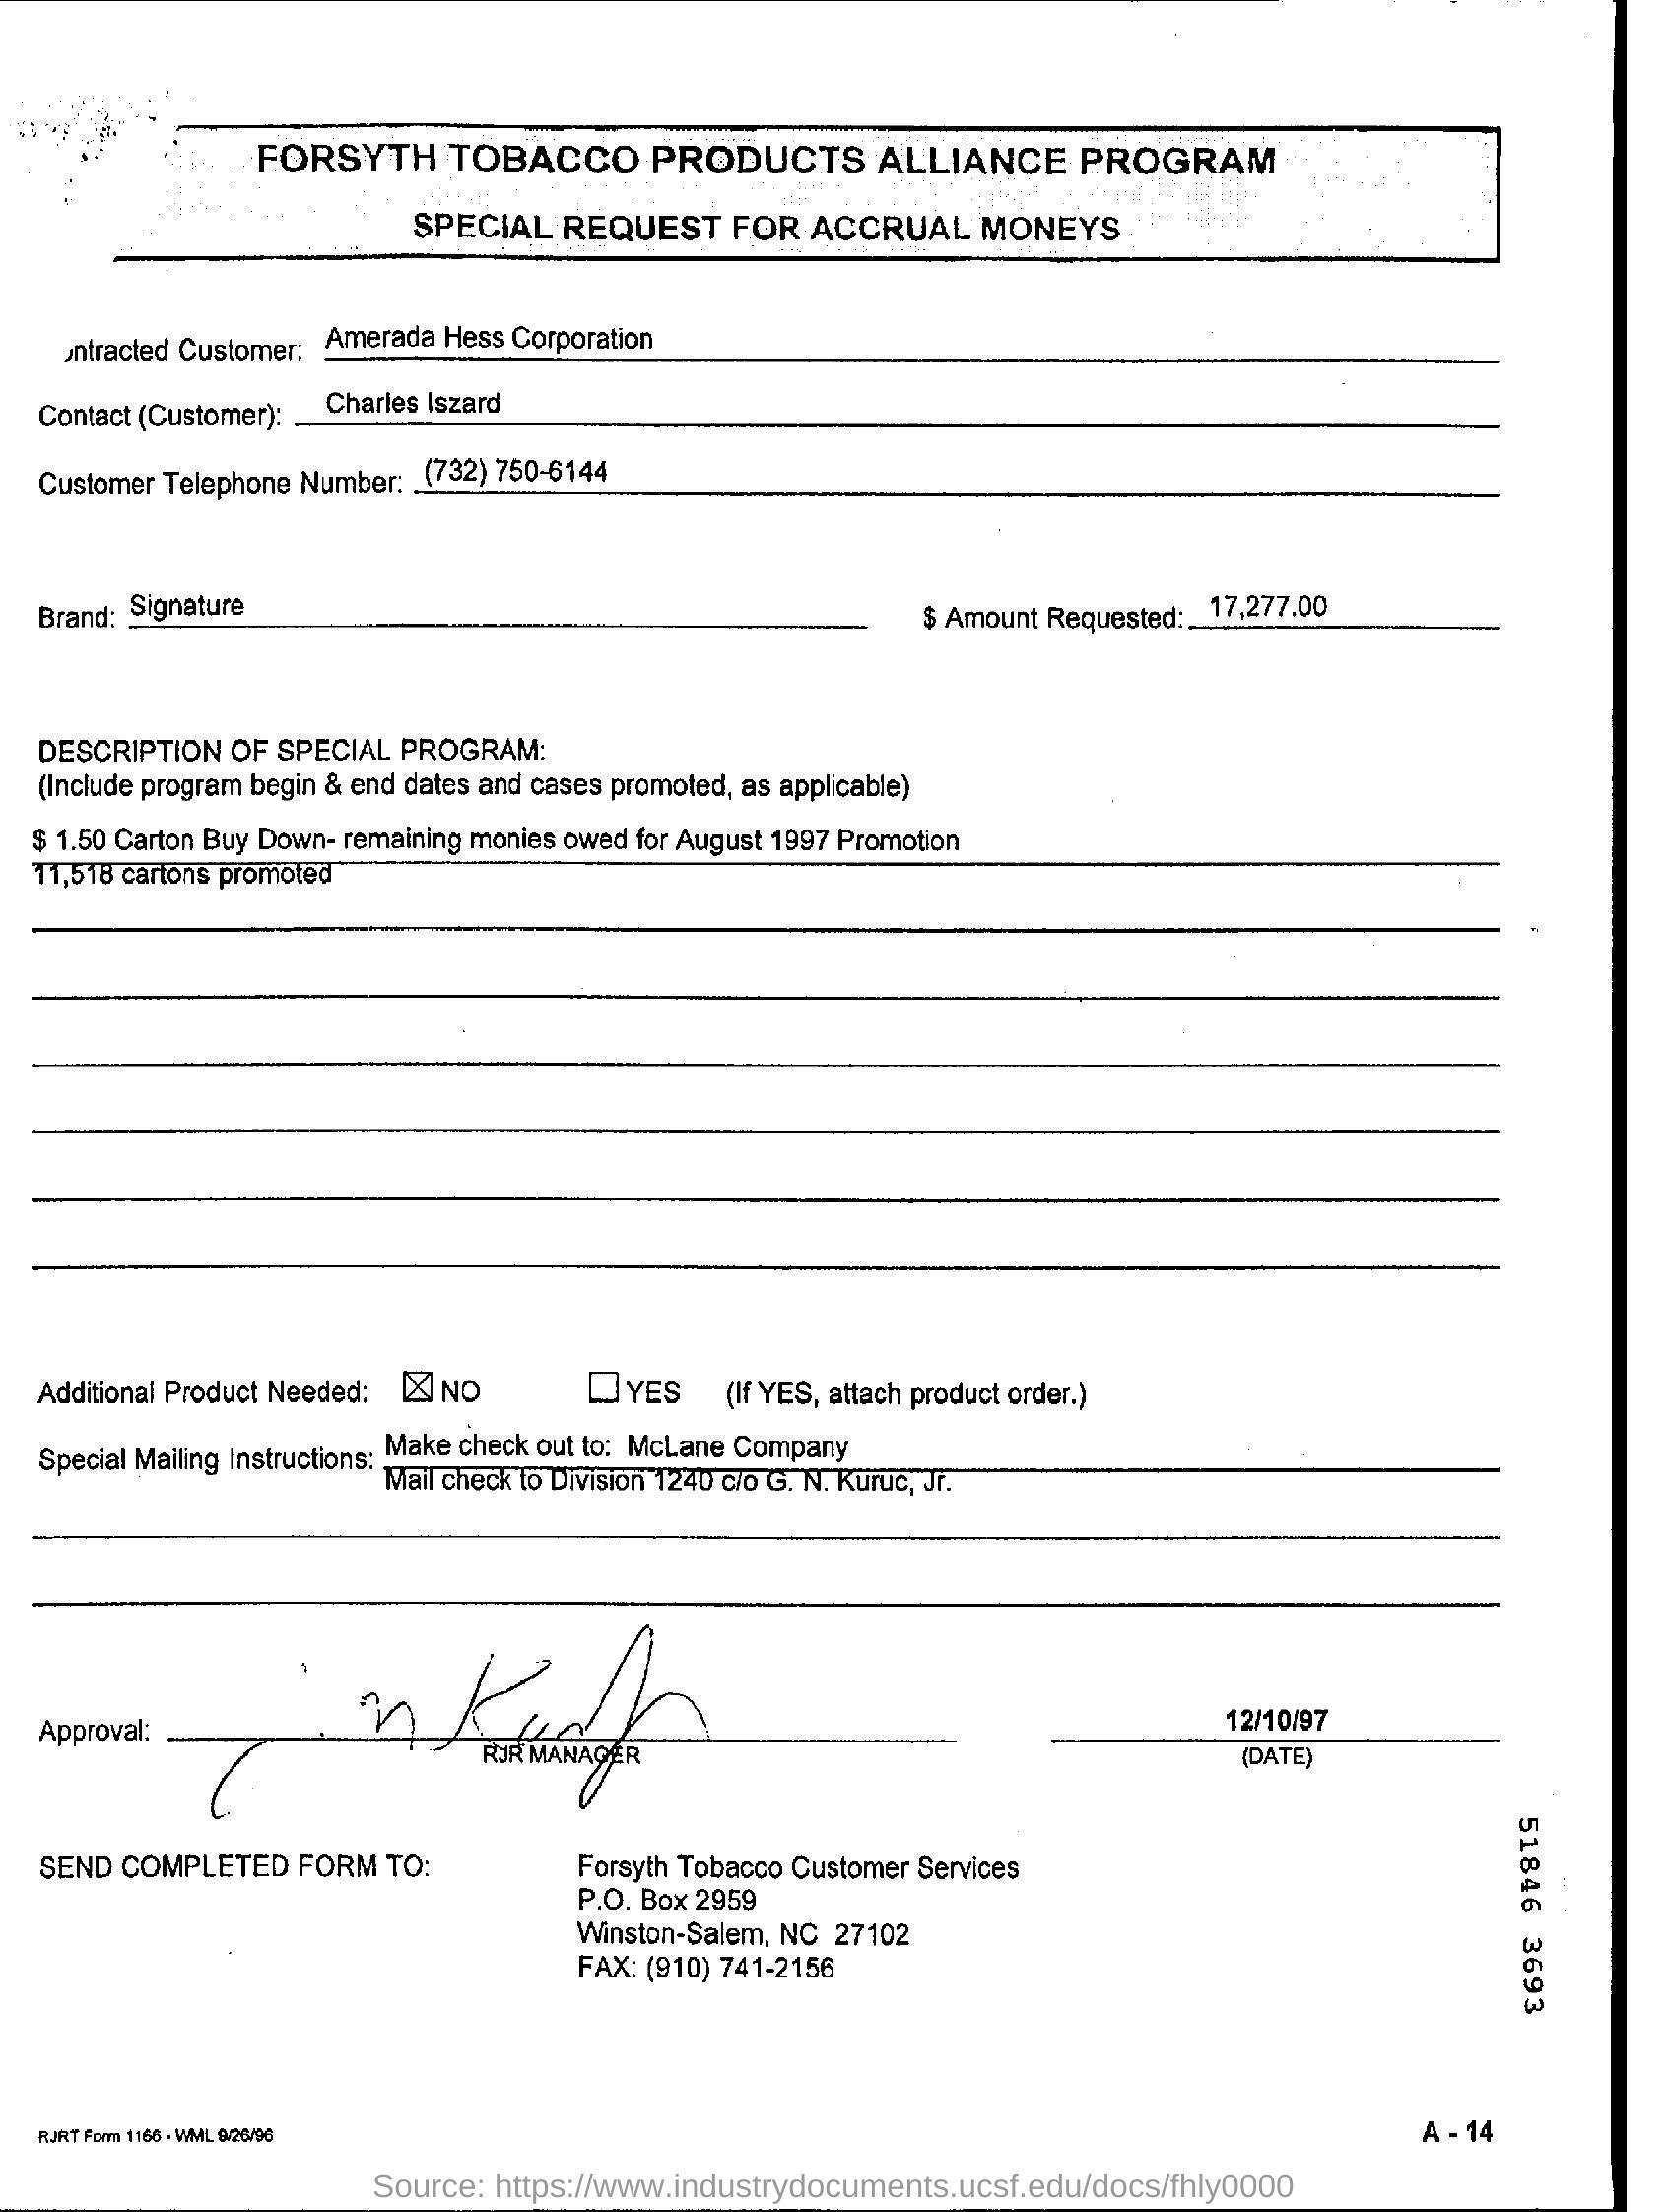 FORSYTH TOBACCO PRODUCTS ALLIANCE PROGRAM
SPECIAL REQUEST FOR ACCRUAL MONEYS
ntracted Customer: Amerada Hess Corporation
Contact (Customer): Charles Iszard
Customer Telephone Number: (732) 750-6144
Brand: Signature $ Amount Requested: 17,277.00
DESCRIPTION OF SPECIAL PROGRAM:
(Include program begin & end dates and cases promoted, as applicable)
$ 1.50 Carton Buy Down- remaining monies owed for August 1997 Promotion
11,518 cartons promoted
Additional Product Needed: ☒ NO ☐ YES (If YES, attach product order.)
Special Mailing Instructions: Make check out to: McLane Company
Mail check to Division 1240 c/o G. N. Kuruc, Jr.
Approval: 12/10/97
RJR MANAGER (DATE)
SEND COMPLETED FORM TO: Forsyth Tobacco Customer Services
P.O. Box 2959
Winston-Salem, NC 27102
FAX: (910) 741-2156
51846 3693
RJRT Form 1166 - WML 9/26/96
A - 14
Source: https://www.industrydocuments.ucsf.edu/docs/fhly0000